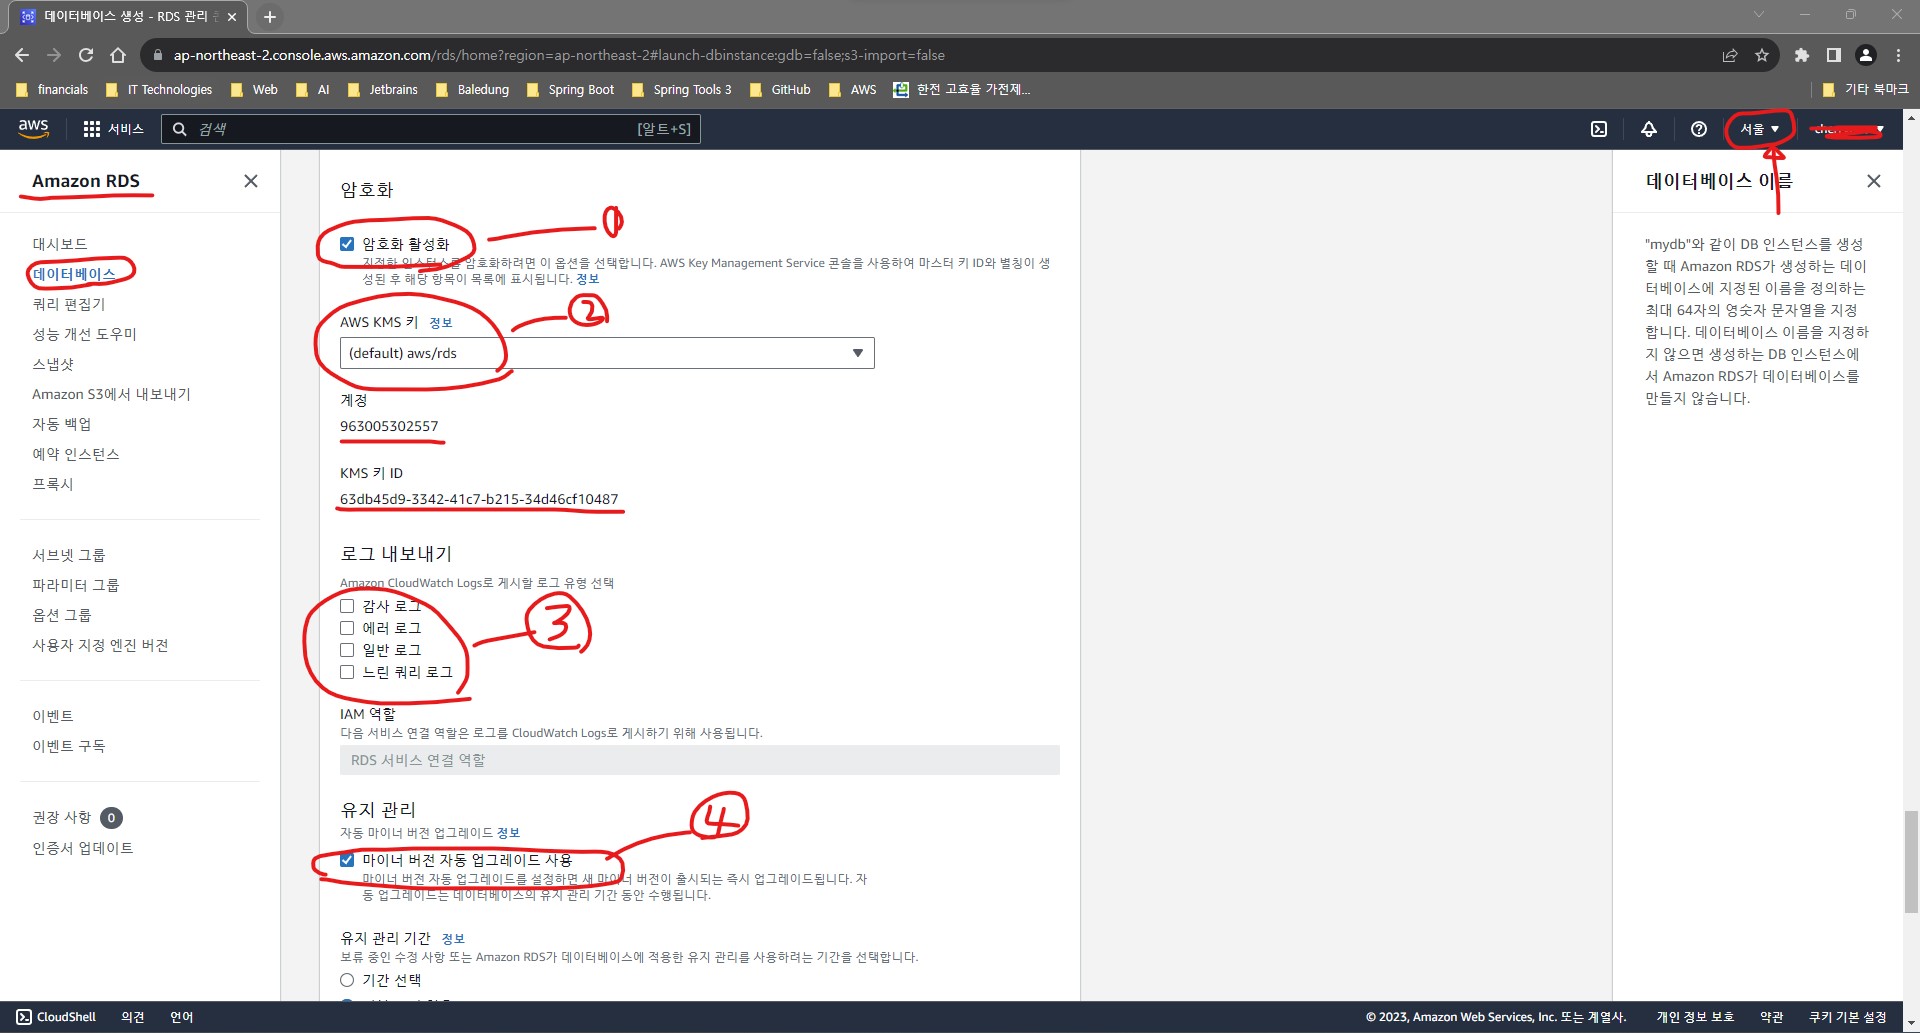 데이터베이스 생성 - RDS 관리
ap-northeast-2.console.aws.amazon.com/rds/home?region=ap-northeast-2#launch-dbinstance:gdb=false;s3-import=false
financials IT Technologies Web AI Jetbrains Baledung Spring Boot Spring Tools 3 GitHub AWS 한전 고효율 가전제... 기타 북마크
aws 서비스 검색 [알트+S] 서울
Amazon RDS
대시보드
데이터베이스
쿼리 편집기
성능 개선 도우미
스냅샷
Amazon S3에서 내보내기
자동 백업
예약 인스턴스
프록시
서브넷 그룹
파라미터 그룹
옵션 그룹
사용자 지정 엔진 버전
이벤트
이벤트 구독
권장 사항 0
인증서 업데이트
암호화
암호화 활성화
1
지정한 인스턴스를 암호화하려면 이 옵션을 선택합니다. AWS Key Management Service 콘솔을 사용하여 마스터 키 ID와 별칭이 생
성된 후 해당 항목이 목록에 표시됩니다. 정보
2
AWS KMS 키 정보
(default) aws/rds
계정
963005302557
KMS 키 ID
63db45d9-3342-41c7-b215-34d46cf10487
로그 내보내기
Amazon CloudWatch Logs로 게시할 로그 유형 선택
감사 로그
에러 로그
일반 로그
느린 쿼리 로그
3
IAM 역할
다음 서비스 연결 역할은 로그를 CloudWatch Logs로 게시하기 위해 사용됩니다.
RDS 서비스 연결 역할
유지 관리
자동 마이너 버전 업그레이드 정보
4
마이너 버전 자동 업그레이드 사용
마이너 버전 자동 업그레이드를 설정하면 새 마이너 버전이 출시되는 즉시 업그레이드됩니다. 자
동 업그레이드는 데이터베이스의 유지 관리 기간 동안 수행됩니다.
유지 관리 기간 정보
보류 중인 수정 사항 또는 Amazon RDS가 데이터베이스에 적용한 유지 관리를 사용하려는 기간을 선택합니다.
기간 선택
데이터베이스 이름
"mydb"와 같이 DB 인스턴스를 생성
할 때 Amazon RDS가 생성하는 데이
터베이스에 지정된 이름을 정의하는
최대 64자의 영숫자 문자열을 지정
합니다. 데이터베이스 이름을 지정하
지 않으면 생성하는 DB 인스턴스에
서 Amazon RDS가 데이터베이스를
만들지 않습니다.
CloudShell 의견 언어 © 2023, Amazon Web Services, Inc. 또는 계열사. 개인 정보 보호 약관 쿠키 기본 설정